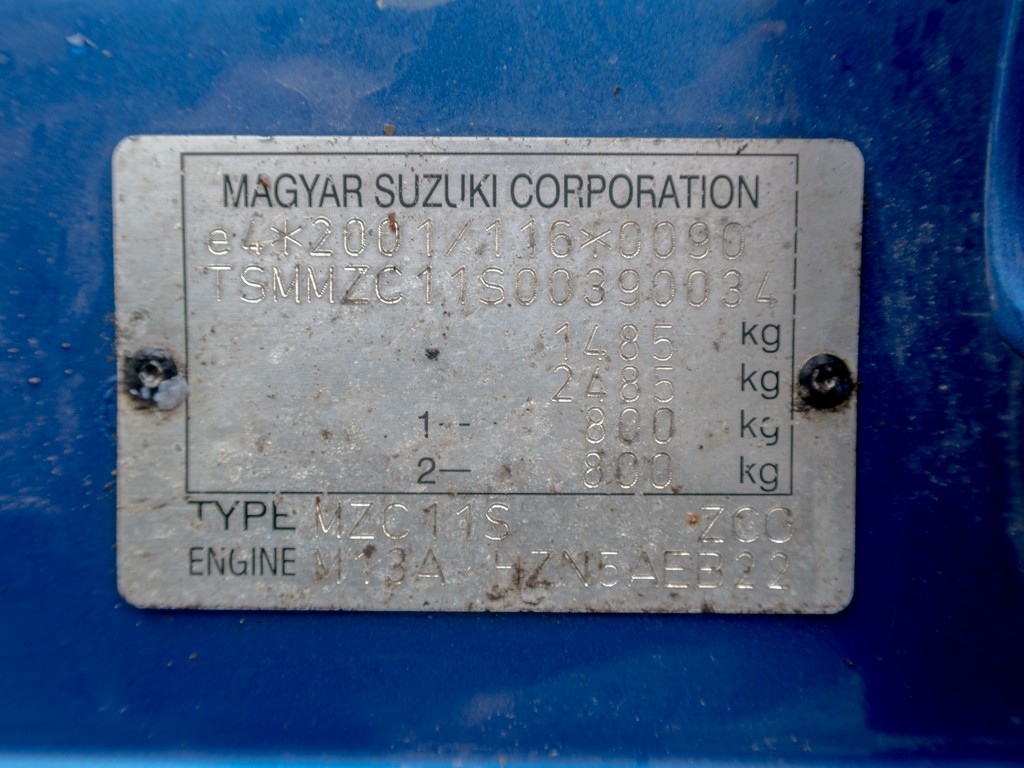 MAGYAR SUZUKI CORPORATION
e4*2001/116*0090
TSMMZC11S00390034
1485 kg
2485 kg
1-- 800 kg
2— 800 kg
TYPE MZC11S ZCG
ENGINE M13A HZN5AEB22